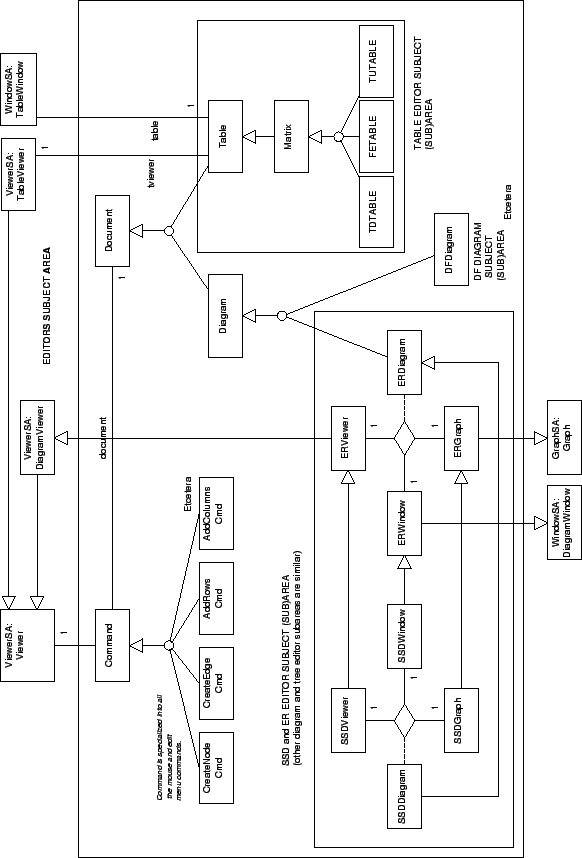 ViewerSA:
Viewer
ViewerSA:
DiagramViewer
ViewerSA:
TableViewer
WindowSA:
TableWindow
EDITORS SUBJECT AREA
1
1
document
1
tviewer
table
1
Command
Document
Command is specialized into all
the mouse and edit
menu commands.
CreateNode
Cmd
CreateEdge
Cmd
AddRows
Cmd
AddColumns
Cmd
Etcetera
Diagram
Table
Matrix
TDTABLE
FETABLE
TUTABLE
TABLE EDITOR SUBJECT
(SUB)AREA
SSD and ER EDITOR SUBJECT (SUB)AREA
(other diagram and tree editor subareas are similar)
SSDViewer
ERViewer
1
1
SSDDiagram
SSDWindow
ERWindow
ERDiagram
1
1
1
1
SSDGraph
ERGraph
DFDiagram
DF DIAGRAM
SUBJECT
(SUB)AREA
Etcetera
WindowSA:
DiagramWindow
GraphSA:
Graph